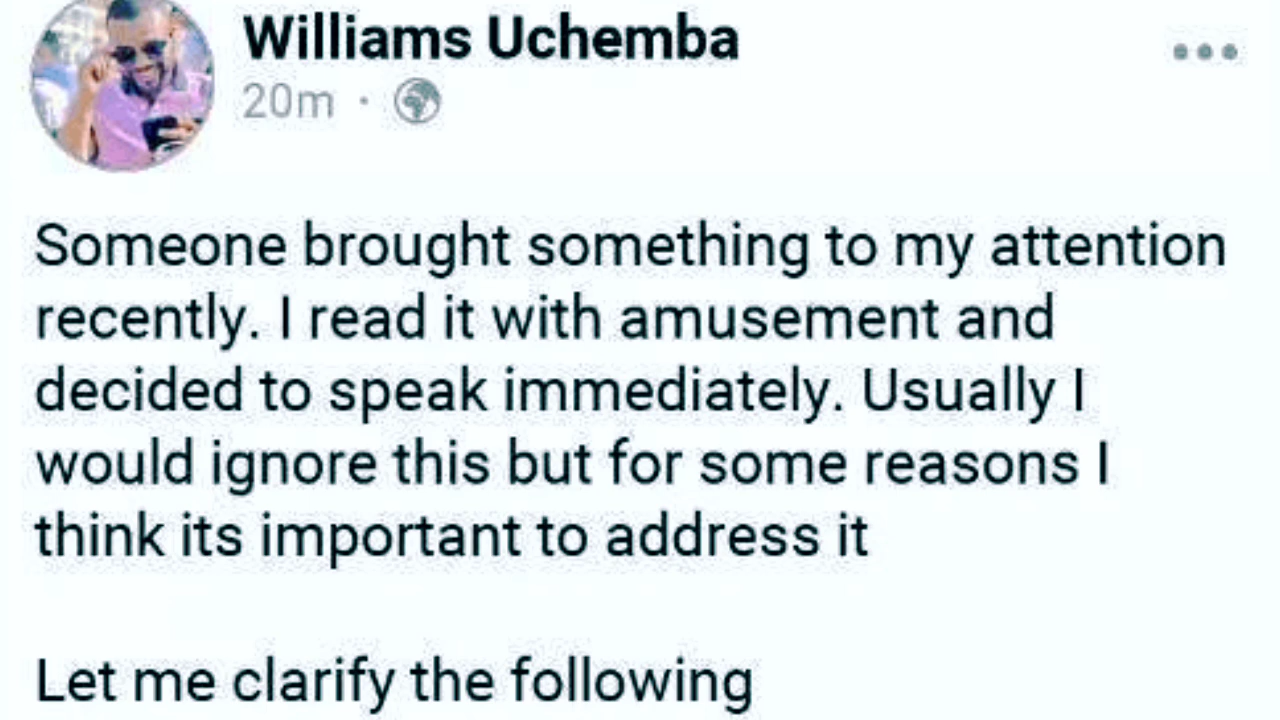 Williams Uchemba
20m ·
Someone brought something to my attention
recently. I read it with amusement and
decided to speak immediately. Usually I
would ignore this but for some reasons I
think its important to address it
Let me clarify the following